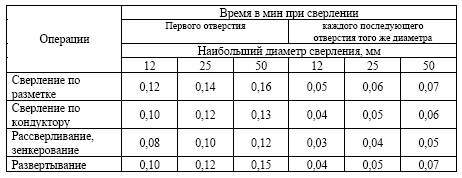 Операции
Время в мин при сверлении
Первого отверстия
каждого последующего
отверстия того же диаметра
Наибольший диаметр сверления, мм
12 25 50 12 25 50
Сверление по
разметке 0,12 0,14 0,16 0,05 0,06 0,07
Сверление по
кондуктору 0,10 0,12 0,13 0,04 0,05 0,06
Рассверливание,
зенкерование 0,08 0,10 0,12 0,03 0,04 0,05
Развертывание 0,10 0,12 0,15 0,04 0,05 0,07